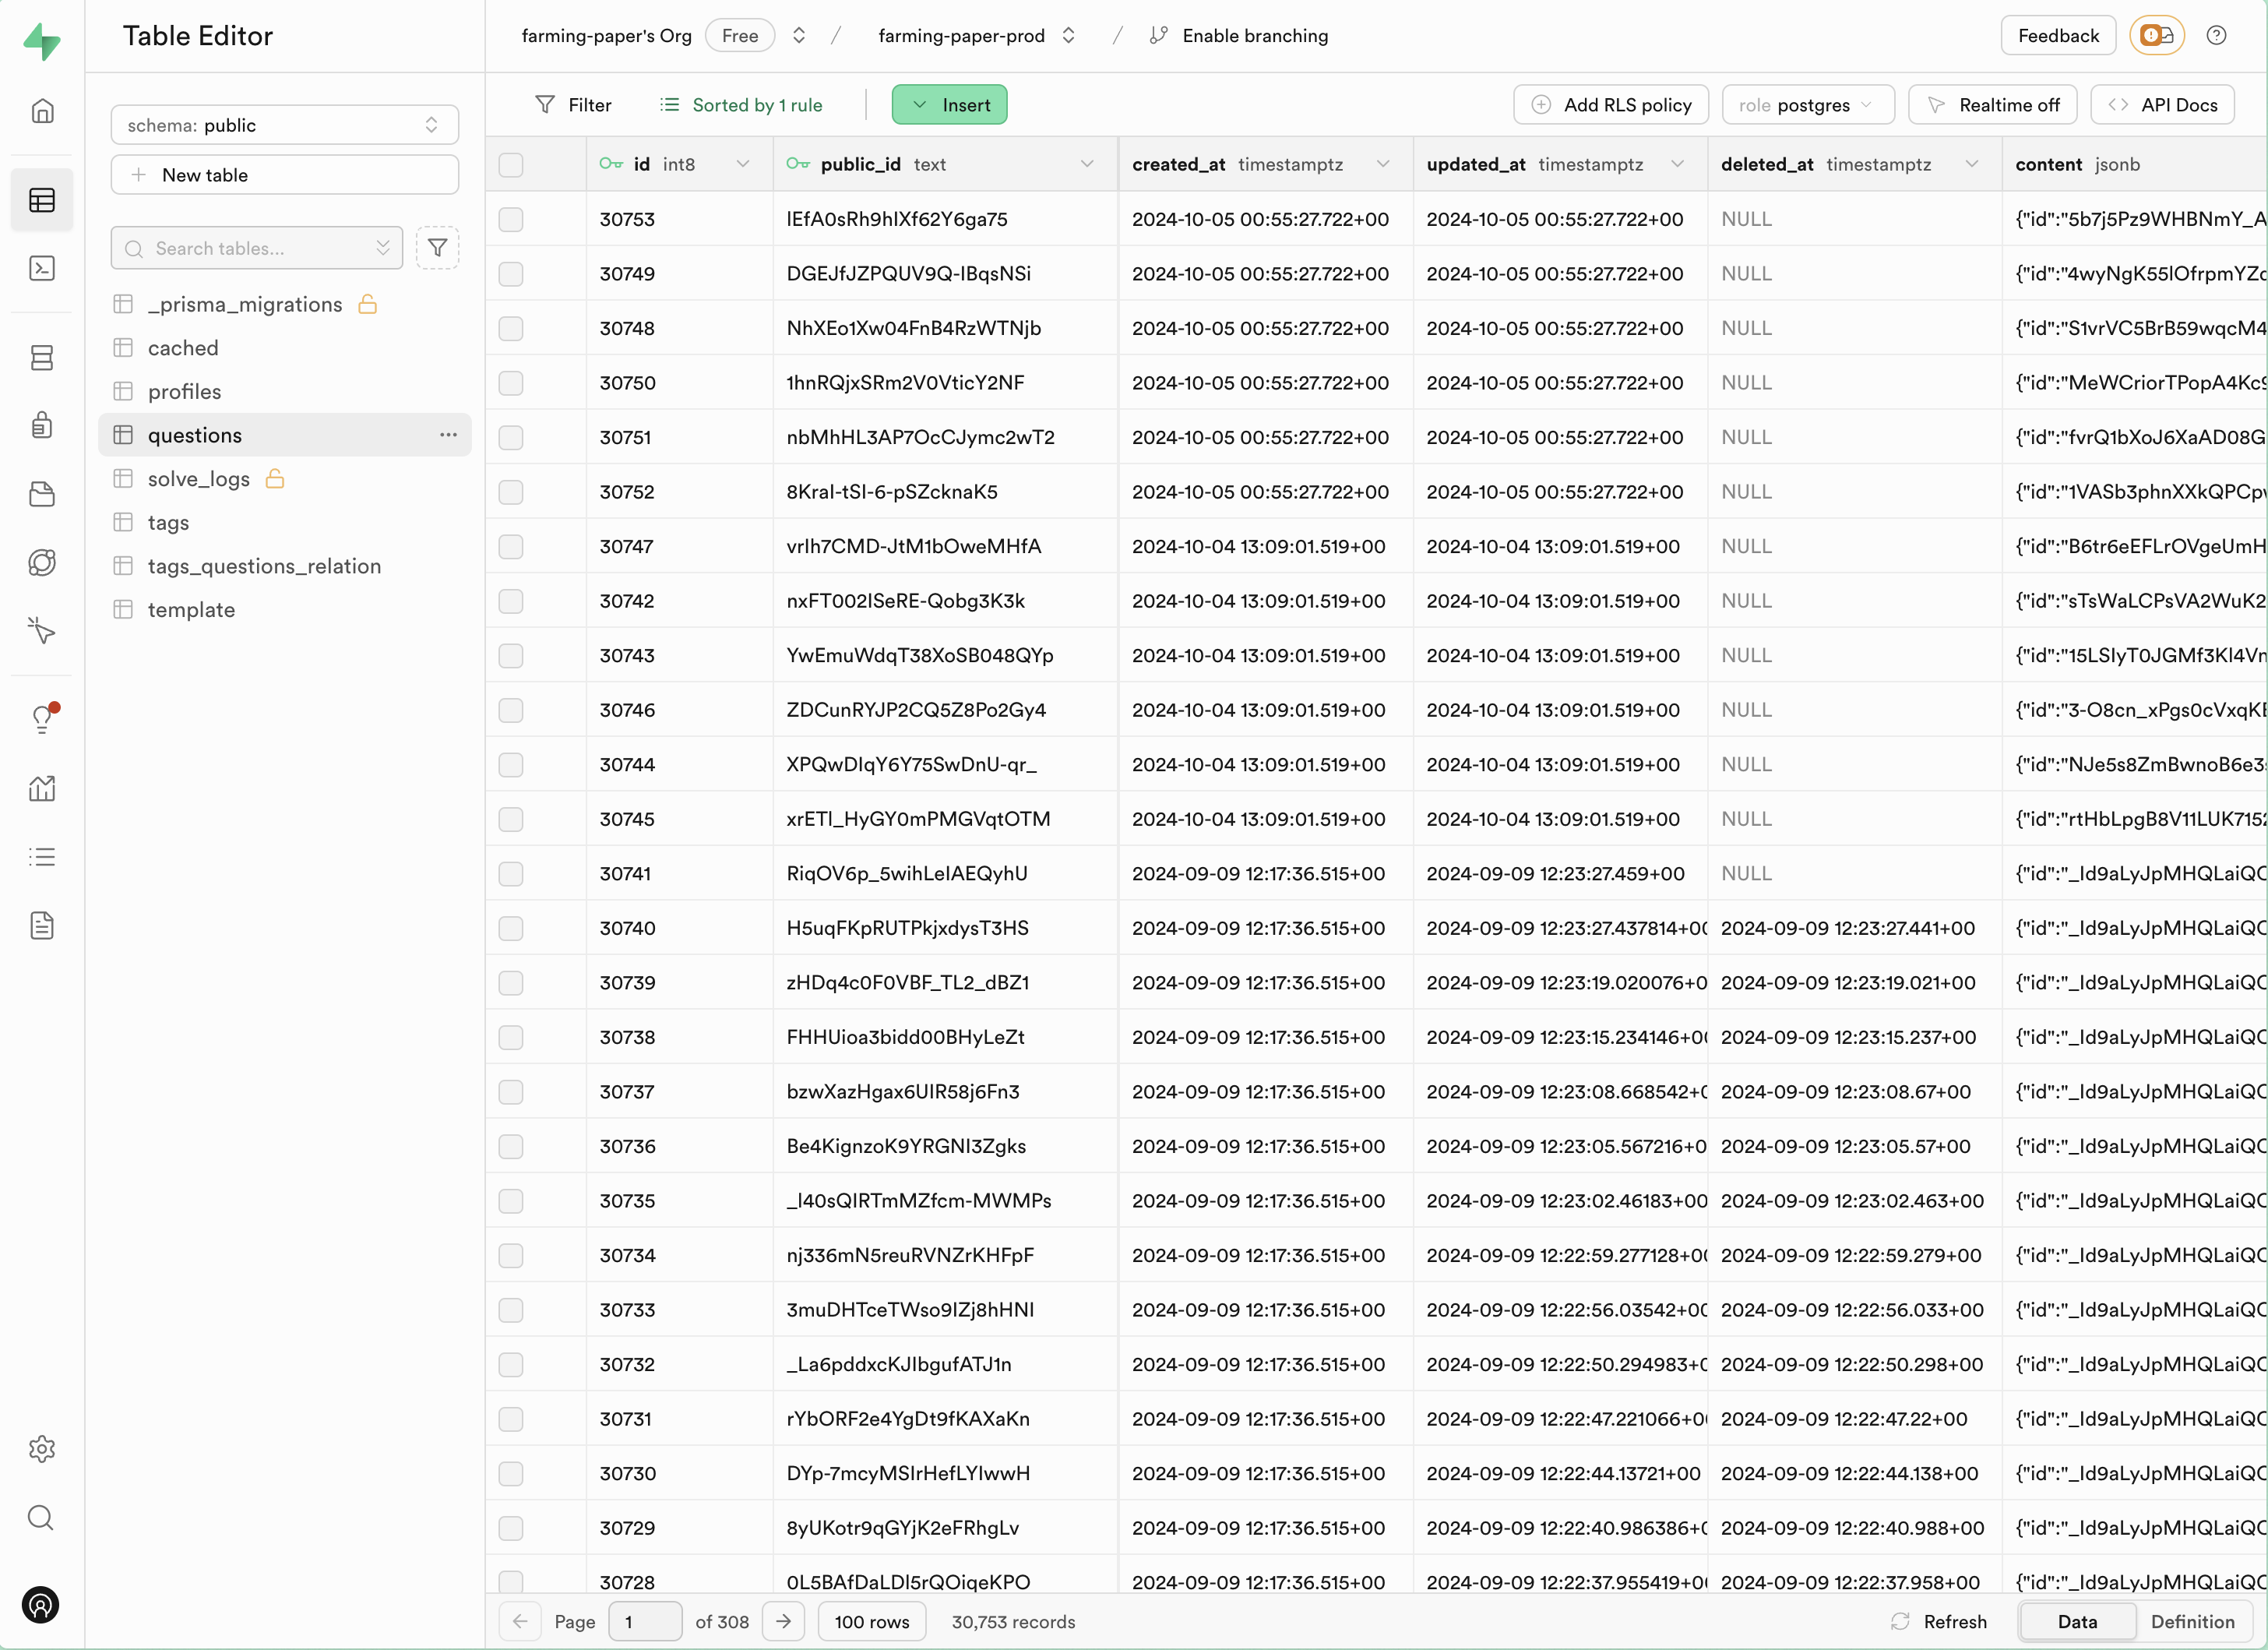 Table Editor
farming-paper's Org Free / farming-paper-prod / Enable branching
Feedback
schema: public
New table
Search tables...
_prisma_migrations
cached
profiles
questions
solve_logs
tags
tags_questions_relation
template
Filter Sorted by 1 rule Insert Add RLS policy role postgres Realtime off API Docs
id int8 public_id text created_at timestamptz updated_at timestamptz deleted_at timestamptz content jsonb
30753 lEfA0sRh9hlXf62Y6ga75 2024-10-05 00:55:27.722+00 2024-10-05 00:55:27.722+00 NULL {"id":"5b7j5Pz9WHBNmY_A
30749 DGEJfJZPQUV9Q-lBqsNSi 2024-10-05 00:55:27.722+00 2024-10-05 00:55:27.722+00 NULL {"id":"4wyNgK55lOfrpmYZc
30748 NhXEo1Xw04FnB4RzWTNjb 2024-10-05 00:55:27.722+00 2024-10-05 00:55:27.722+00 NULL {"id":"S1vrVC5BrB59wqcM4
30750 1hnRQjxSRm2V0VticY2NF 2024-10-05 00:55:27.722+00 2024-10-05 00:55:27.722+00 NULL {"id":"MeWCriorTPopA4Kc9
30751 nbMhHL3AP7OcCJymc2wT2 2024-10-05 00:55:27.722+00 2024-10-05 00:55:27.722+00 NULL {"id":"fvrQ1bXoJ6XaAD08G
30752 8KraI-tSI-6-pSZcknaK5 2024-10-05 00:55:27.722+00 2024-10-05 00:55:27.722+00 NULL {"id":"1VASb3phnXXkQPCpv
30747 vrlh7CMD-JtM1bOweMHfA 2024-10-04 13:09:01.519+00 2024-10-04 13:09:01.519+00 NULL {"id":"B6tr6eEFLrOVgeUmH
30742 nxFT002lSeRE-Qobg3K3k 2024-10-04 13:09:01.519+00 2024-10-04 13:09:01.519+00 NULL {"id":"sTsWaLCPsVA2WuK2
30743 YwEmuWdqT38XoSB048QYp 2024-10-04 13:09:01.519+00 2024-10-04 13:09:01.519+00 NULL {"id":"15LSlyT0JGMf3Kl4Vn
30746 ZDCunRYJP2CQ5Z8Po2Gy4 2024-10-04 13:09:01.519+00 2024-10-04 13:09:01.519+00 NULL {"id":"3-O8cn_xPgs0cVxqKE
30744 XPQwDlqY6Y75SwDnU-qr_ 2024-10-04 13:09:01.519+00 2024-10-04 13:09:01.519+00 NULL {"id":"NJe5s8ZmBwnoB6e3
30745 xrETl_HyGY0mPMGVqtOTM 2024-10-04 13:09:01.519+00 2024-10-04 13:09:01.519+00 NULL {"id":"rtHbLpgB8V11LUK7152
30741 RiqOV6p_5wihLeIAEQyhU 2024-09-09 12:17:36.515+00 2024-09-09 12:23:27.459+00 NULL {"id":"_Id9aLyJpMHQLaiQC
30740 H5uqFKpRUTPkjxdysT3HS 2024-09-09 12:17:36.515+00 2024-09-09 12:23:27.437814+00 2024-09-09 12:23:27.441+00 {"id":"_Id9aLyJpMHQLaiQC
30739 zHDq4c0F0VBF_TL2_dBZ1 2024-09-09 12:17:36.515+00 2024-09-09 12:23:19.020076+0 2024-09-09 12:23:19.021+00 {"id":"_Id9aLyJpMHQLaiQC
30738 FHHUioa3bidd00BHyLeZt 2024-09-09 12:17:36.515+00 2024-09-09 12:23:15.234146+00 2024-09-09 12:23:15.237+00 {"id":"_Id9aLyJpMHQLaiQC
30737 bzwXazHgax6UIR58j6Fn3 2024-09-09 12:17:36.515+00 2024-09-09 12:23:08.668542+0 2024-09-09 12:23:08.67+00 {"id":"_Id9aLyJpMHQLaiQC
30736 Be4KignzoK9YRGNI3Zgks 2024-09-09 12:17:36.515+00 2024-09-09 12:23:05.567216+0 2024-09-09 12:23:05.57+00 {"id":"_Id9aLyJpMHQLaiQC
30735 _l40sQIRTmMZfcm-MWMPs 2024-09-09 12:17:36.515+00 2024-09-09 12:23:02.46183+00 2024-09-09 12:23:02.463+00 {"id":"_Id9aLyJpMHQLaiQC
30734 nj336mN5reuRVNZrKHFpF 2024-09-09 12:17:36.515+00 2024-09-09 12:22:59.277128+00 2024-09-09 12:22:59.279+00 {"id":"_Id9aLyJpMHQLaiQC
30733 3muDHTceTWso9IZj8hHNI 2024-09-09 12:17:36.515+00 2024-09-09 12:22:56.03542+00 2024-09-09 12:22:56.033+00 {"id":"_Id9aLyJpMHQLaiQC
30732 _La6pddxcKJlbgufATJ1n 2024-09-09 12:17:36.515+00 2024-09-09 12:22:50.294983+0 2024-09-09 12:22:50.298+00 {"id":"_Id9aLyJpMHQLaiQC
30731 rYbORF2e4YgDt9fKAXaKn 2024-09-09 12:17:36.515+00 2024-09-09 12:22:47.221066+0 2024-09-09 12:22:47.22+00 {"id":"_Id9aLyJpMHQLaiQC
30730 DYp-7mcyMSIrHefLYIwwH 2024-09-09 12:17:36.515+00 2024-09-09 12:22:44.13721+00 2024-09-09 12:22:44.138+00 {"id":"_Id9aLyJpMHQLaiQC
30729 8yUKotr9qGYjK2eFRhgLv 2024-09-09 12:17:36.515+00 2024-09-09 12:22:40.986386+0 2024-09-09 12:22:40.988+00 {"id":"_Id9aLyJpMHQLaiQC
30728 0L5BAfDaLDl5rQOiqeKPO 2024-09-09 12:17:36.515+00 2024-09-09 12:22:37.955419+0 2024-09-09 12:22:37.958+00 {"id":"_Id9aLyJpMHQLaiQC
Page 1 of 308 100 rows 30,753 records Refresh Data Definition